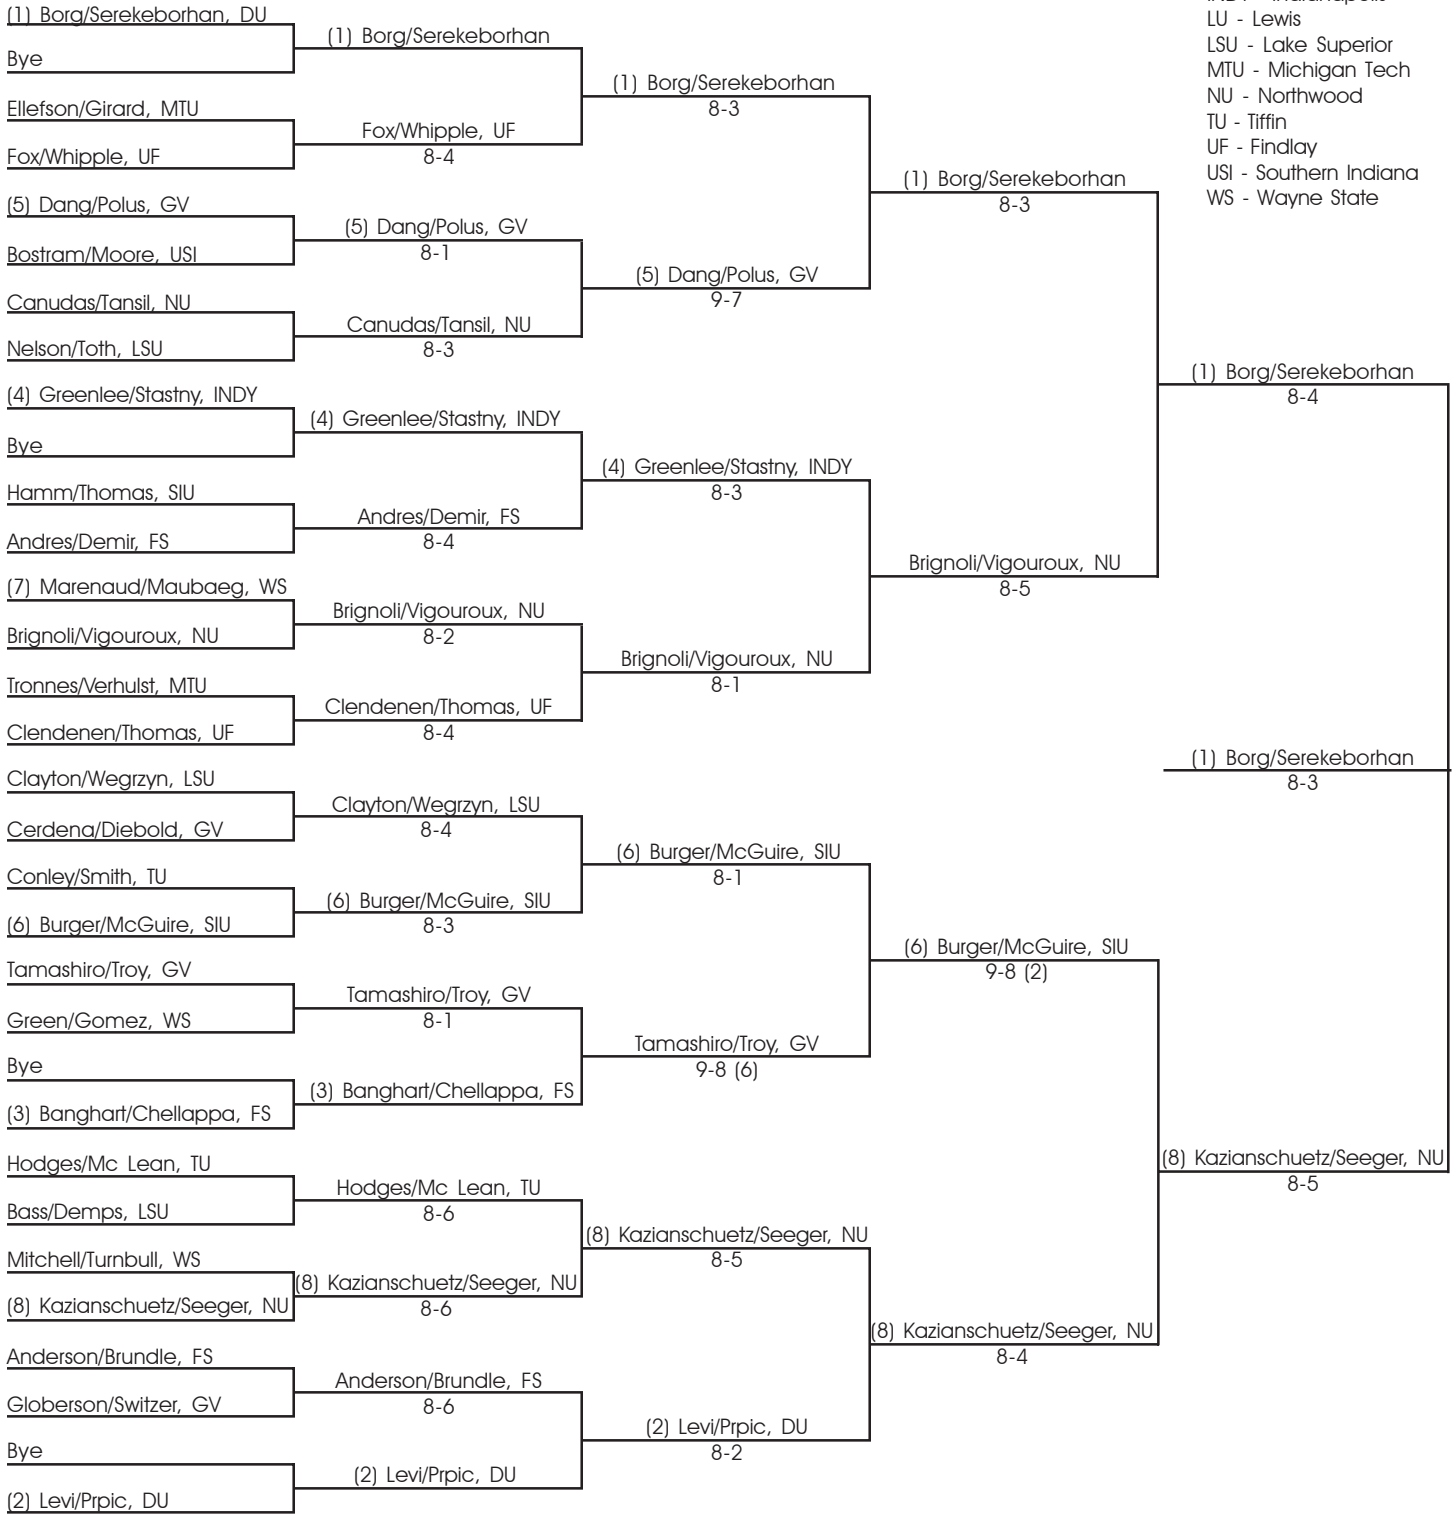 (1) Borg/Serekeborhan, DU
Bye
Ellefson/Girard, MTU
Fox/Whipple, UF
(5) Dang/Polus, GV
Bostram/Moore, USI
Canudas/Tansil, NU
Nelson/Toth, LSU
(4) Greenlee/Stastny, INDY
Bye
Hamm/Thomas, SIU
Andres/Demir, FS
(7) Marenaud/Maubaeg, WS
Brignoli/Vigouroux, NU
Tronnes/Verhulst, MTU
Clendenen/Thomas, UF
Clayton/Wegrzyn, LSU
Cerdena/Diebold, GV
Conley/Smith, TU
(6) Burger/McGuire, SIU
Tamashiro/Troy, GV
Green/Gomez, WS
Bye
(3) Banghart/Chellappa, FS
Hodges/Mc Lean, TU
Bass/Demps, LSU
Mitchell/Turnbull, WS
(8) Kazianschuetz/Seeger, NU
Anderson/Brundle, FS
Globerson/Switzer, GV
Bye
(2) Levi/Prpic, DU
(1) Borg/Serekeborhan
Fox/Whipple, UF
8-4
(5) Dang/Polus, GV
8-1
Canudas/Tansil, NU
8-3
(4) Greenlee/Stastny, INDY
Andres/Demir, FS
8-4
Brignoli/Vigouroux, NU
8-2
Clendenen/Thomas, UF
8-4
Clayton/Wegrzyn, LSU
8-4
(6) Burger/McGuire, SIU
8-3
Tamashiro/Troy, GV
8-1
(3) Banghart/Chellappa, FS
Hodges/Mc Lean, TU
8-6
(8) Kazianschuetz/Seeger, NU
8-6
Anderson/Brundle, FS
8-6
(2) Levi/Prpic, DU
(1) Borg/Serekeborhan
8-3
(5) Dang/Polus, GV
9-7
(4) Greenlee/Stastny, INDY
8-3
Brignoli/Vigouroux, NU
8-1
(6) Burger/McGuire, SIU
8-1
Tamashiro/Troy, GV
9-8 (6)
(8) Kazianschuetz/Seeger, NU
8-5
(2) Levi/Prpic, DU
8-2
(1) Borg/Serekeborhan
8-3
Brignoli/Vigouroux, NU
8-5
(6) Burger/McGuire, SIU
9-8 (2)
(8) Kazianschuetz/Seeger, NU
8-4
(1) Borg/Serekeborhan
8-4
(8) Kazianschuetz/Seeger, NU
8-5
(1) Borg/Serekeborhan
8-3
LU - Lewis
LSU - Lake Superior
MTU - Michigan Tech
NU - Northwood
TU - Tiffin
UF - Findlay
USI - Southern Indiana
WS - Wayne State